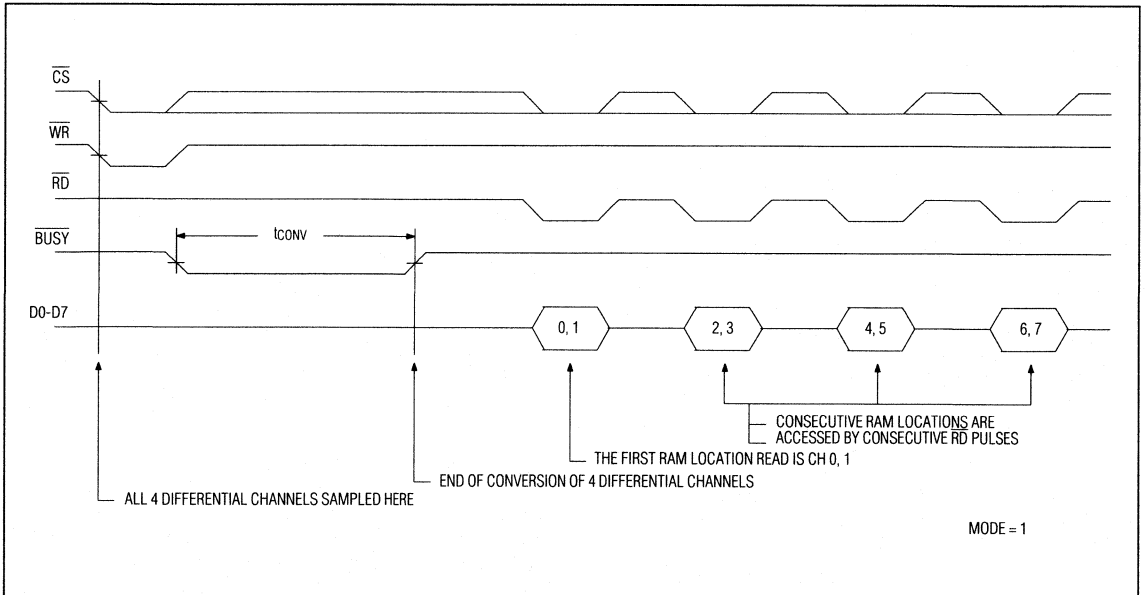 CS
WR
RD
BUSY
tCONV
D0-D7
0, 1
2, 3
4, 5
6, 7
CONSECUTIVE RAM LOCATIONS ARE
ACCESSED BY CONSECUTIVE RD PULSES
THE FIRST RAM LOCATION READ IS CH 0, 1
END OF CONVERSION OF 4 DIFFERENTIAL CHANNELS
ALL 4 DIFFERENTIAL CHANNELS SAMPLED HERE
MODE = 1